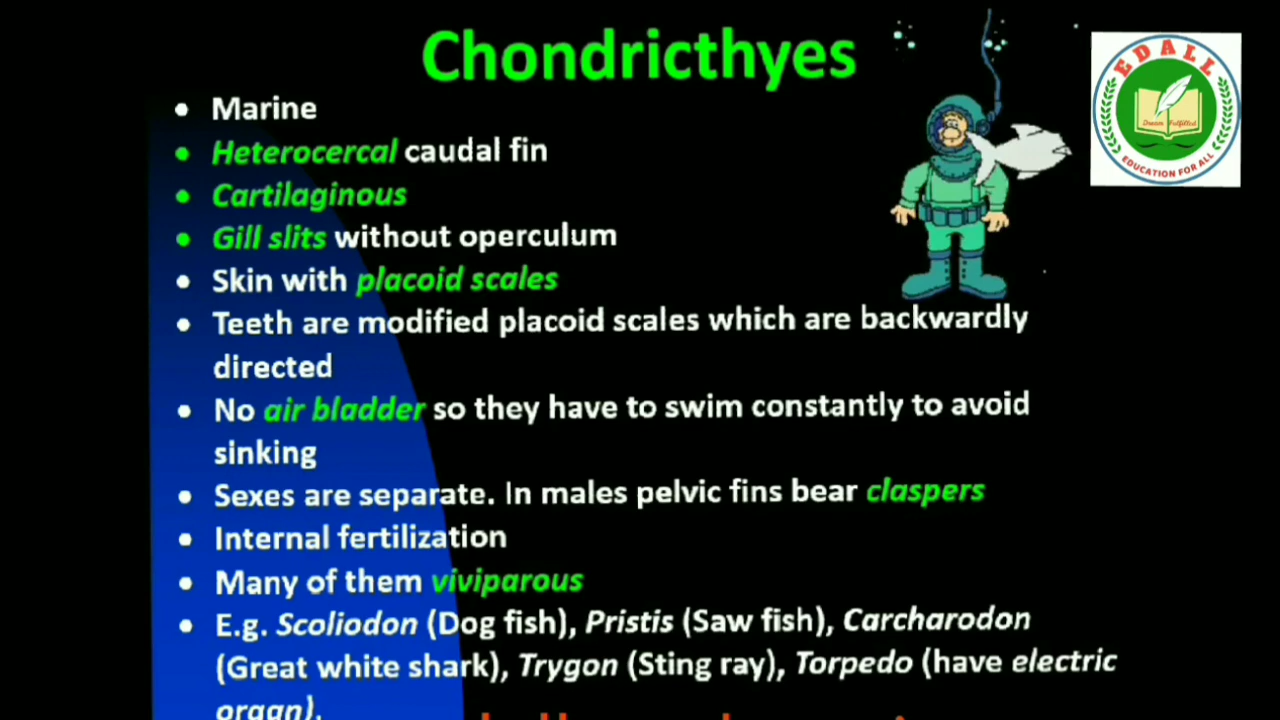 Chondricthyes
EDALL
Dream Fulfilled
EDUCATION FOR ALL
• Marine
• Heterocercal caudal fin
• Cartilaginous
• Gill slits without operculum
• Skin with placoid scales
• Teeth are modified placoid scales which are backwardly
directed
• No air bladder so they have to swim constantly to avoid
sinking
• Sexes are separate. In males pelvic fins bear claspers
• Internal fertilization
• Many of them viviparous
• E.g. Scoliodon (Dog fish), Pristis (Saw fish), Carcharodon
(Great white shark), Trygon (Sting ray), Torpedo (have electric
organ).